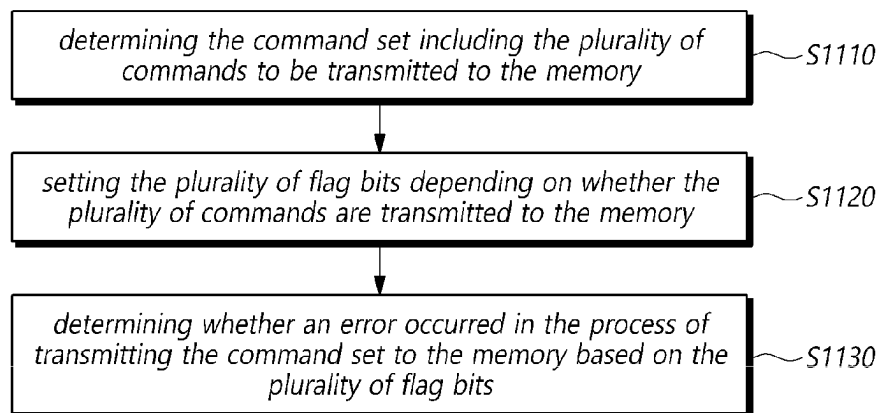 determining the command set including the plurality of
commands to be transmitted to the memory
S1110
setting the plurality of flag bits depending on whether the
plurality of commands are transmitted to the memory
S1120
determining whether an error occurred in the process of
transmitting the command set to the memory based on the
plurality of flag bits
S1130